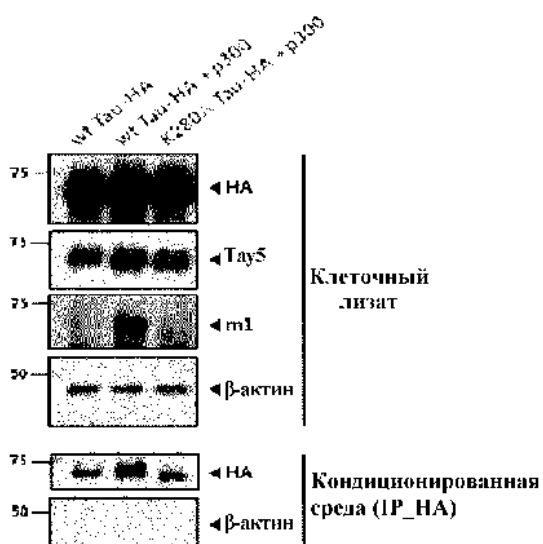 wt Tau-HA
wt Tau-HA + p300
K280A Tau-HA + p300
75
HA
75
Тау5
75
m1
50
β-актин
Клеточный
лизат
75
HA
50
β-актин
Кондиционированная
среда (IP_HA)